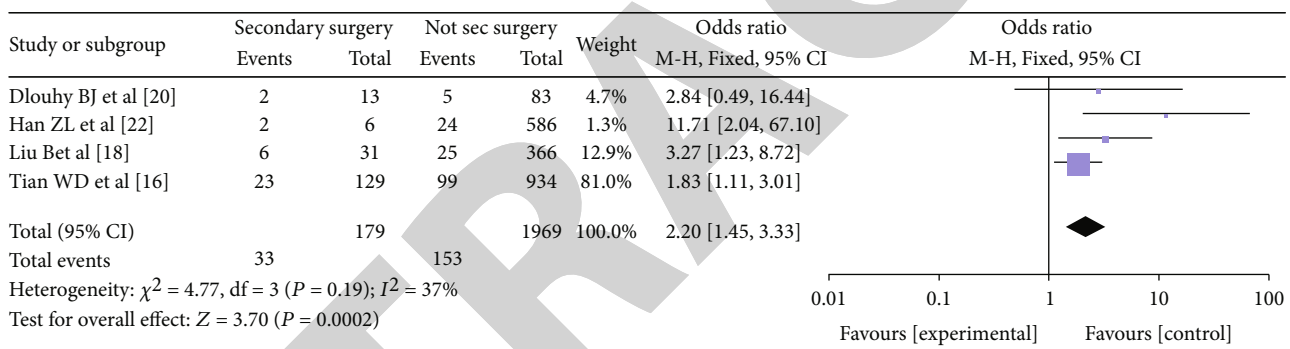 Study or subgroup Secondary surgery Not sec surgery Weight Odds ratio Odds ratio
Events Total Events Total M-H, Fixed, 95% CI M-H, Fixed, 95% CI
Dlouhy BJ et al [20] 2 13 5 83 4.7% 2.84 [0.49, 16.44]
Han ZL et al [22] 2 6 24 586 1.3% 11.71 [2.04, 67.10]
Liu Bet al [18] 6 31 25 366 12.9% 3.27 [1.23, 8.72]
Tian WD et al [16] 23 129 99 934 81.0% 1.83 [1.11, 3.01]
Total (95% CI) 179 1969 100.0% 2.20 [1.45, 3.33]
Total events 33 153
Heterogeneity: χ2 = 4.77, df = 3 (P = 0.19); I2 = 37%
Test for overall effect: Z = 3.70 (P = 0.0002)
0.01 0.1 1 10 100
Favours [experimental] Favours [control]